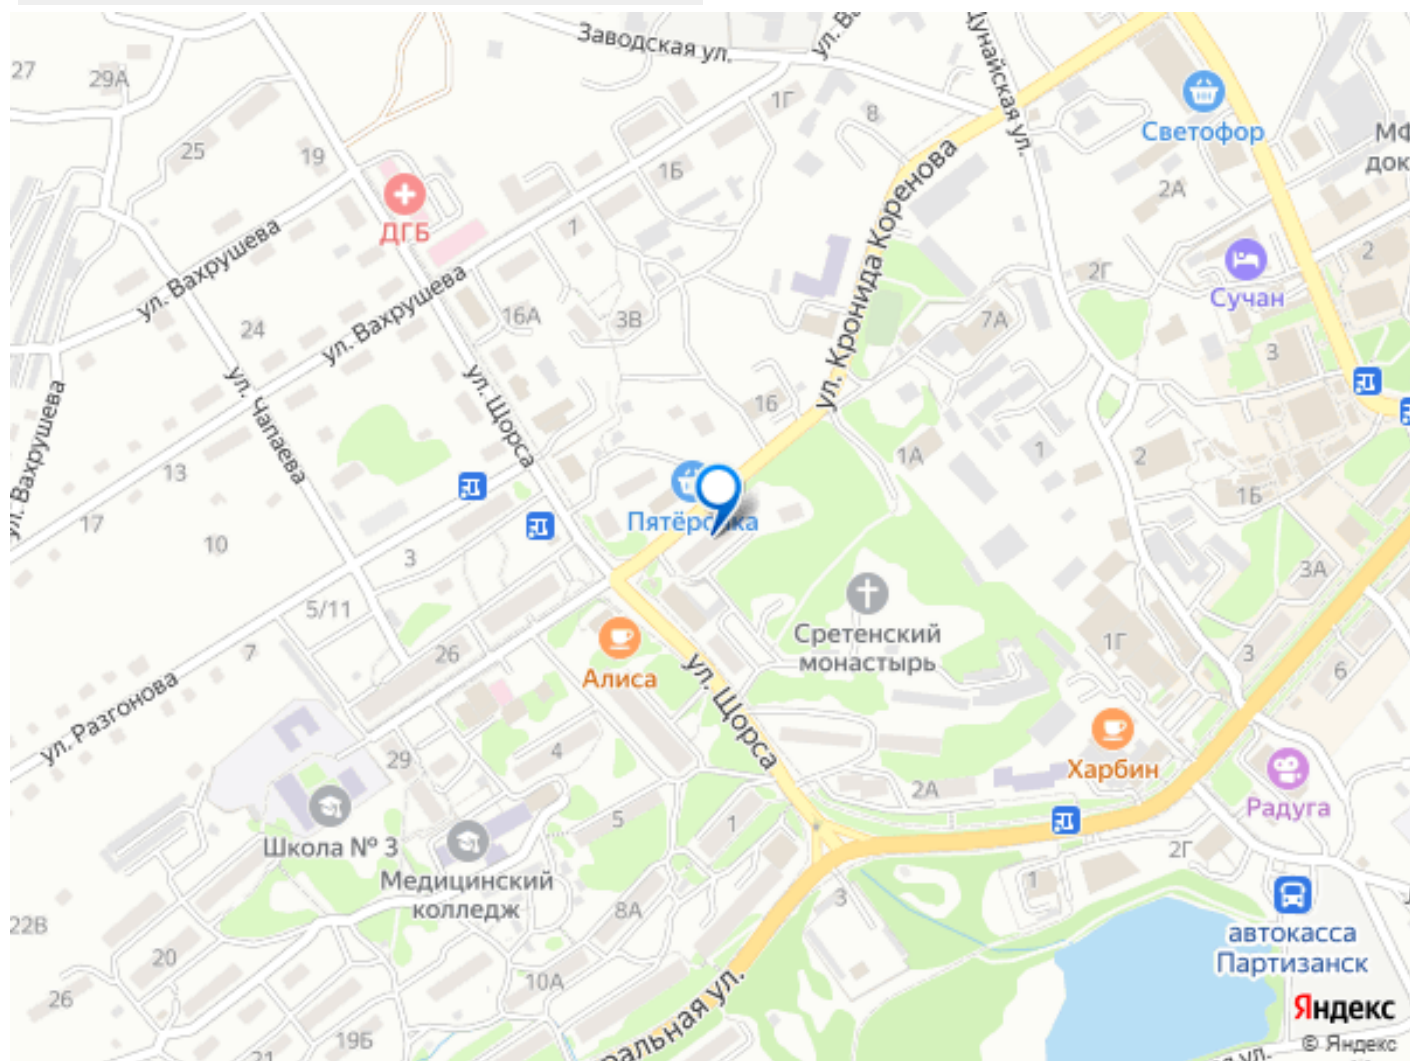 Заводская ул.
Дунайская ул.
27
29А
1Г
8
Светофор
25
19
1Б
2А
ДГБ
7
ул. Вахрушева
ул. Кронида Коренова
2Г
2
Сучан
ул. Вахрушева
24
16А
3В
7А
3
ул. Вахрушева
ул. Чапаева
ул. Щорса
16
13
1А
1
2
1Б
17
Пятёрочка
10
3
3А
5/11
Сретенский
монастырь
1Г
7
26
3
6
Алиса
ул. Щорса
ул. Разгонова
4
29
Харбин
2А
Радуга
5
1
Школа № 3
2Г
Медицинский
колледж
1
3
8А
22В
автокасса
Партизанск
20
10А
26
19Б
21
Яндекс
© Яндекс